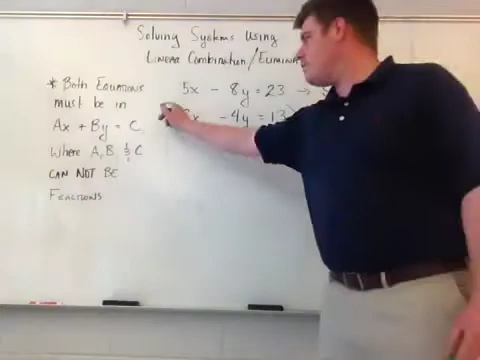 Solving Systems Using
Linear Combination/Elimin
* Both Equations
must be in
Ax + By = C
Where A, B & C
CAN NOT BE
Fractions
5x - 8y = 23 →
x - 4y = 13